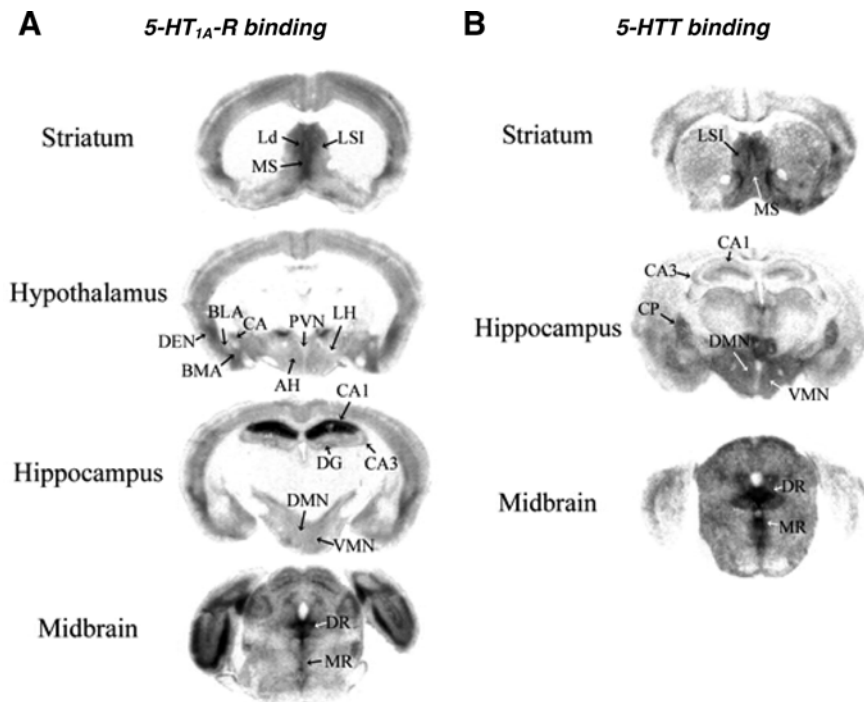 A 5-HT1A-R binding
Striatum
Ld LSI
MS
Hypothalamus
BLA CA PVN LH
DEN
BMA AH
CA1
Hippocampus
DG CA3
DMN
VMN
Midbrain
DR
MR
B 5-HTT binding
Striatum
LSI
MS
CA1
CA3
CP
Hippocampus
DMN
VMN
Midbrain
DR
MR